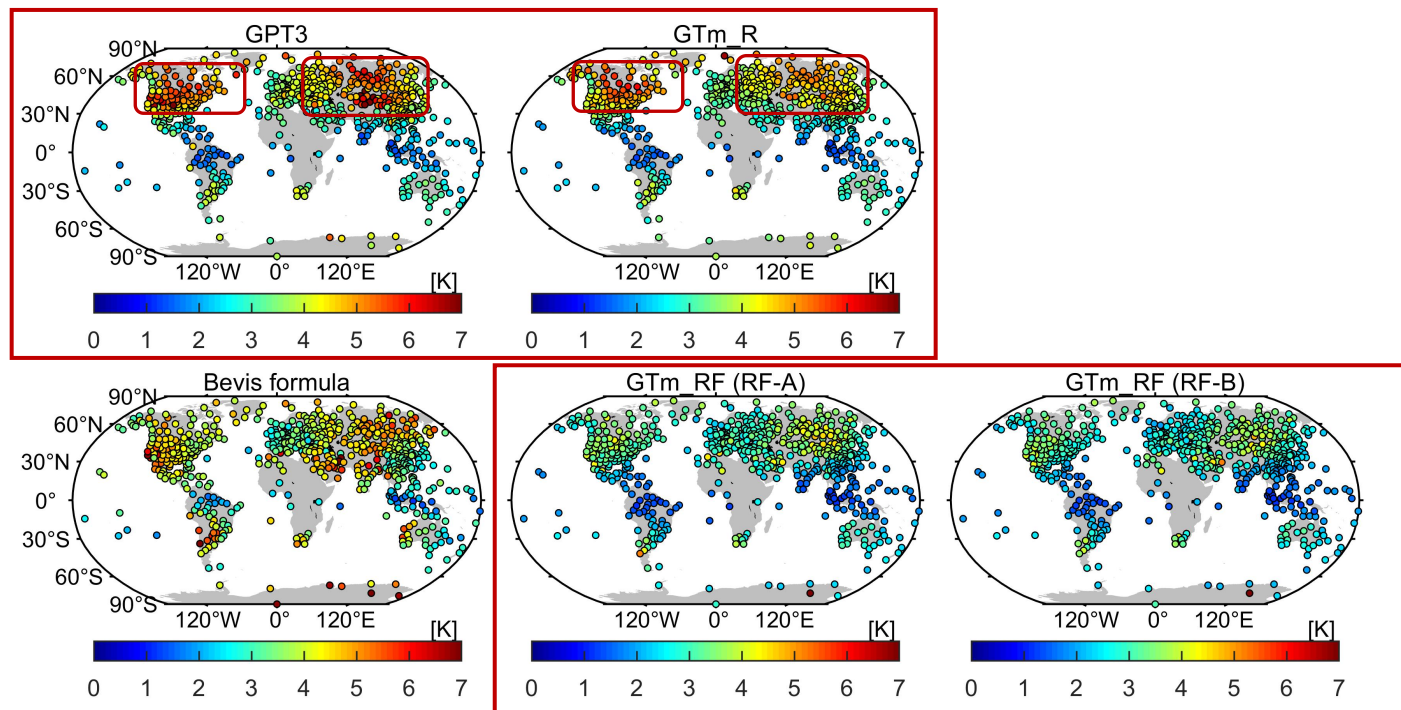 GPT3
GTm_R
90°N
60°N
30°N
0°
30°S
60°S
90°S
120°W 0° 120°E
120°W 0° 120°E
[K]
[K]
0 1 2 3 4 5 6 7
0 1 2 3 4 5 6 7
Bevis formula
GTm_RF (RF-A)
GTm_RF (RF-B)
90°N
60°N
30°N
0°
30°S
60°S
90°S
120°W 0° 120°E
120°W 0° 120°E
120°W 0° 120°E
[K]
[K]
[K]
0 1 2 3 4 5 6 7
0 1 2 3 4 5 6 7
0 1 2 3 4 5 6 7